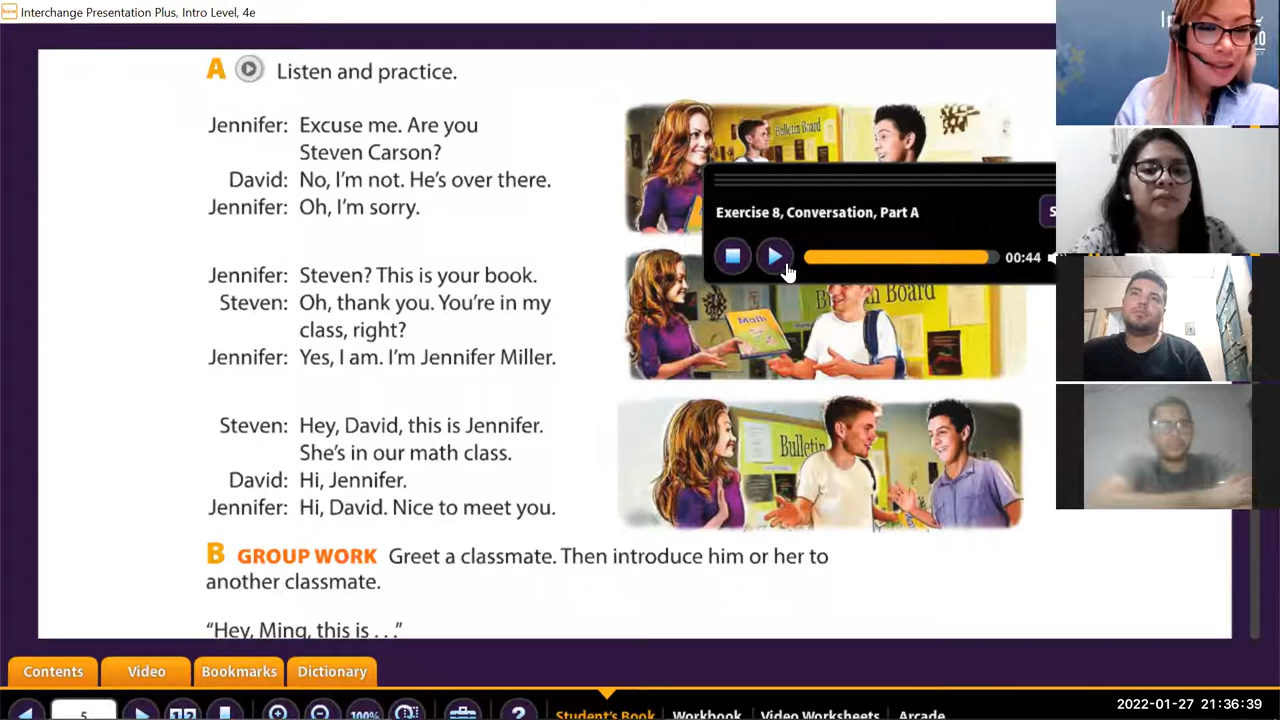 Interchange Presentation Plus, Intro Level, 4e
A Listen and practice.
Jennifer: Excuse me. Are you
Steven Carson?
David: No, I'm not. He's over there.
Jennifer: Oh, I'm sorry.
Jennifer: Steven? This is your book.
Steven: Oh, thank you. You're in my
class, right?
Jennifer: Yes, I am. I'm Jennifer Miller.
Steven: Hey, David, this is Jennifer.
She's in our math class.
David: Hi, Jennifer.
Jennifer: Hi, David. Nice to meet you.
Bulletin Board
Exercise 8, Conversation, Part A
00:44
Board
Math
Bulletin
B GROUP WORK Greet a classmate. Then introduce him or her to
another classmate.
"Hey, Ming, this is . . ."
Contents Video Bookmarks Dictionary
5
100%
?
Student's Book Workbook Video Worksheets Arcade
2022-01-27 21:36:39